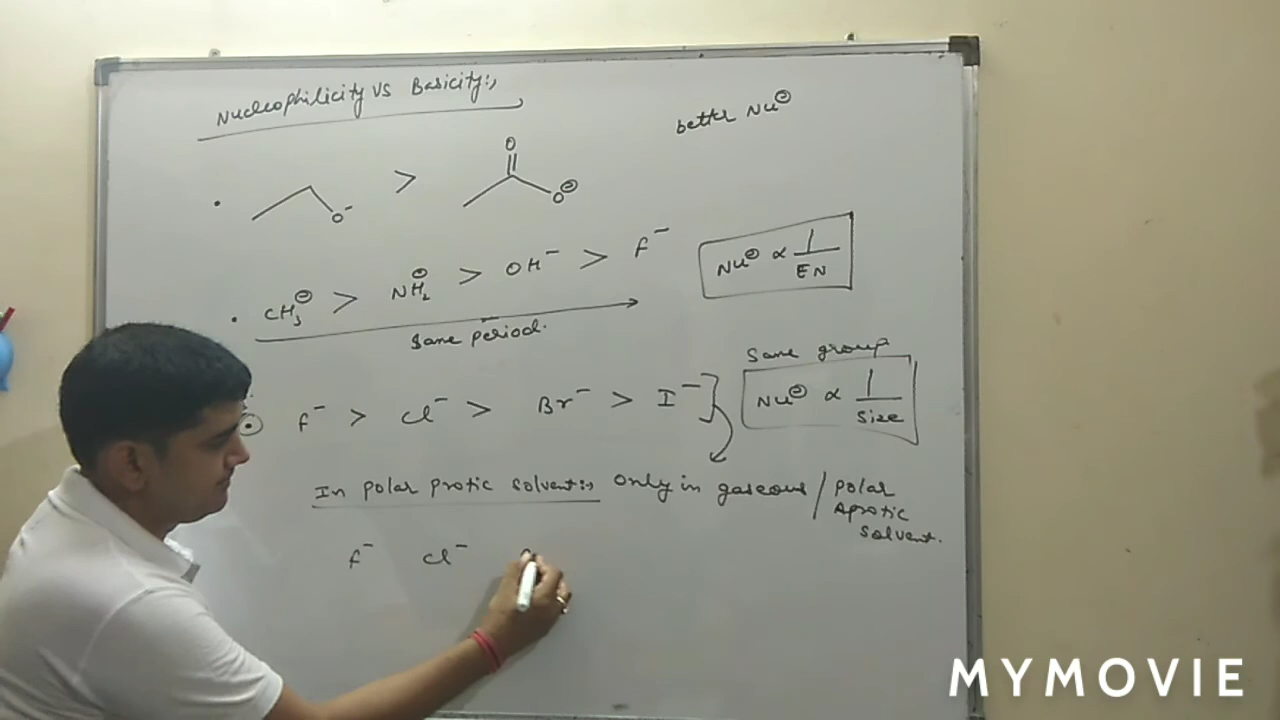 Nucleophilicity VS Basicity:,
better Nu⊖
• O⁻ > O O⊖
• CH₃⊖ > NH₂⊖ > OH⁻ > F⁻
Nu⊖ ∝ 1/EN
Same period.
Same group
F⁻ > Cl⁻ > Br⁻ > I⁻
Nu⊖ ∝ 1/Size
In polar protic solvent:, Only in gaseous / Polar
Aprotic
solvent.
F⁻ Cl⁻
MYMOVIE